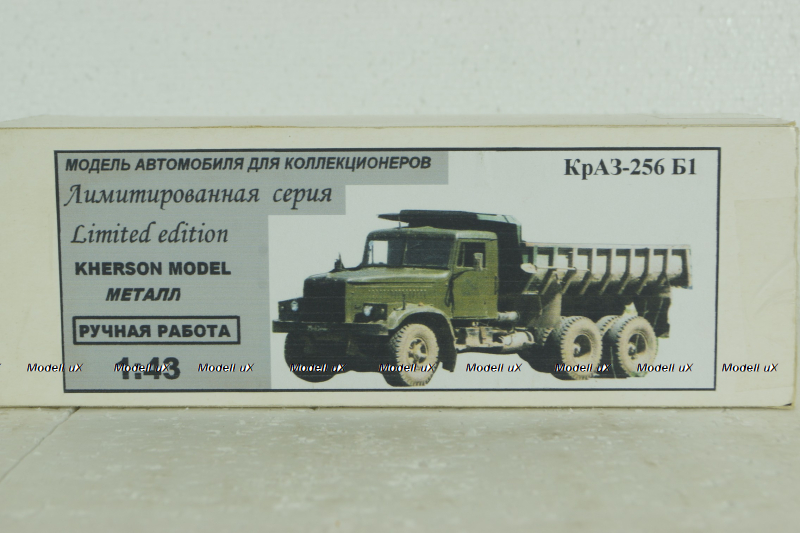 МОДЕЛЬ АВТОМОБИЛЯ ДЛЯ КОЛЛЕКЦИОНЕРОВ
КрАЗ-256 Б1
Лимитированная серия
Limited edition
KHERSON MODEL
МЕТАЛЛ
РУЧНАЯ РАБОТА
1:43
Modell uX Modell uX Modell uX Modell uX Modell uX Modell uX Modell uX Modell uX Modell uX